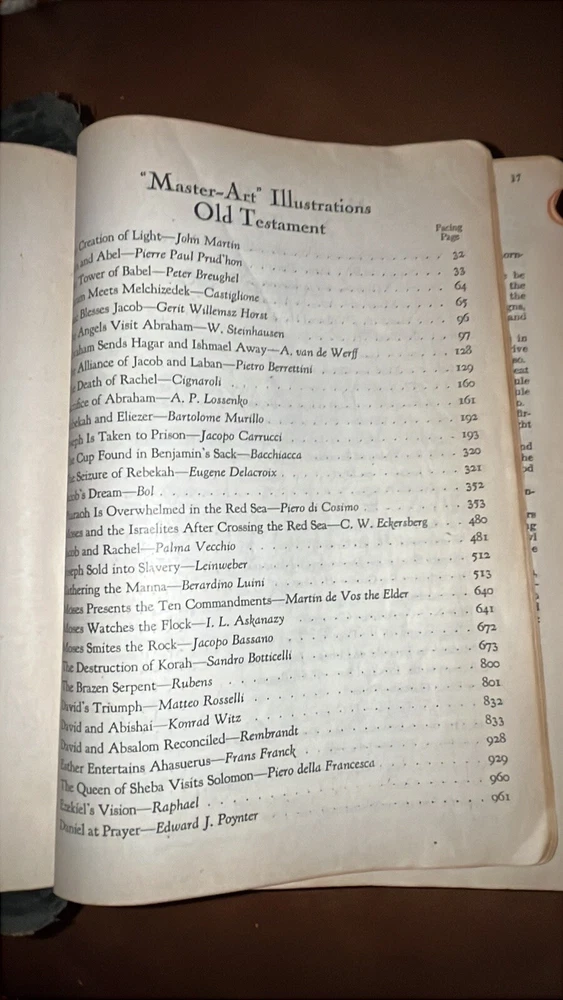 "Master-Art" Illustrations
Old Testament
Facing
Page
Creation of Light—John Martin 32
and Abel—Pierre Paul Prud'hon 33
Tower of Babel—Peter Breughel 64
Meets Melchizedek—Castiglione 65
Blesses Jacob—Gerit Willemsz Horst 96
Angels Visit Abraham—W. Steinhausen 97
Sends Hagar and Ishmael Away—A. van de Werff 128
Alliance of Jacob and Laban—Pietro Berrettini 129
Death of Rachel—Cignaroli 160
of Abraham—A. P. Lossenko 161
and Eliezer—Bartolome Murillo 192
Is Taken to Prison—Jacopo Carrucci 193
Cup Found in Benjamin's Sack—Bacchiacca 320
Seizure of Rebekah—Eugene Delacroix 321
Dream—Bol 352
Is Overwhelmed in the Red Sea—Piero di Cosimo 353
and the Israelites After Crossing the Red Sea—C. W. Eckersberg 480
and Rachel—Palma Vecchio 481
Sold into Slavery—Leinweber 512
the Manna—Berardino Luini 513
Moses Presents the Ten Commandments—Martin de Vos the Elder 640
Moses Watches the Flock—I. L. Askanazy 641
Moses Smites the Rock—Jacopo Bassano 672
The Destruction of Korah—Sandro Botticelli 673
The Brazen Serpent—Rubens 800
David's Triumph—Matteo Rosselli 801
David and Abishai—Konrad Witz 832
David and Absalom Reconciled—Rembrandt 833
Esther Entertains Ahasuerus—Frans Franck 928
The Queen of Sheba Visits Solomon—Piero della Francesca 929
Ezekiel's Vision—Raphael 960
Daniel at Prayer—Edward J. Poynter 961
37
be
the
the
and
in